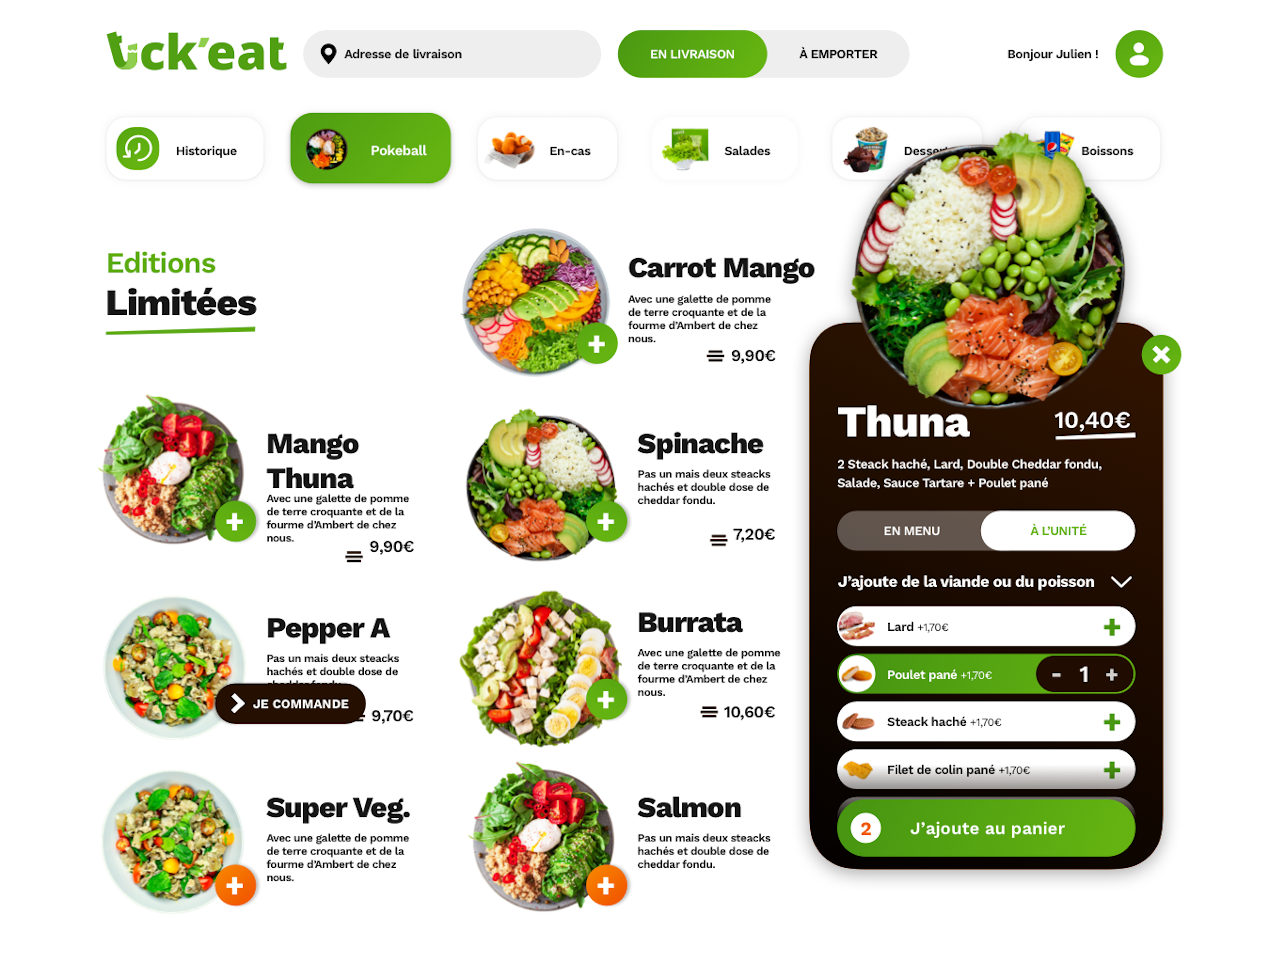 tick'eat
Adresse de livraison
EN LIVRAISON
À EMPORTER
Bonjour Julien !
Historique
Pokeball
En-cas
Salades
Boissons
Editions
Limitées
Carrot Mango
Avec une galette de pomme
de terre croquante et de la
fourme d'Ambert de chez
nous.
9,90€
Mango
Thuna
Avec une galette de pomme
de terre croquante et de la
fourme d'Ambert de chez
nous.
9,90€
Spinache
Pas un mais deux steacks
hachés et double dose de
cheddar fondu.
7,20€
Pepper A
Pas un mais deux steacks
hachés et double dose de
JE COMMANDE
9,70€
Burrata
Avec une galette de pomme
de terre croquante et de la
fourme d'Ambert de chez
nous.
10,60€
Super Veg.
Avec une galette de pomme
de terre croquante et de la
fourme d'Ambert de chez
nous.
Salmon
Pas un mais deux steacks
hachés et double dose de
cheddar fondu.
Thuna
10,40€
2 Steack haché, Lard, Double Cheddar fondu,
Salade, Sauce Tartare + Poulet pané
EN MENU
À L'UNITÉ
J'ajoute de la viande ou du poisson
Lard +1,70€
Poulet pané +1,70€
- 1 +
Steack haché +1,70€
Filet de colin pané +1,70€
2
J'ajoute au panier